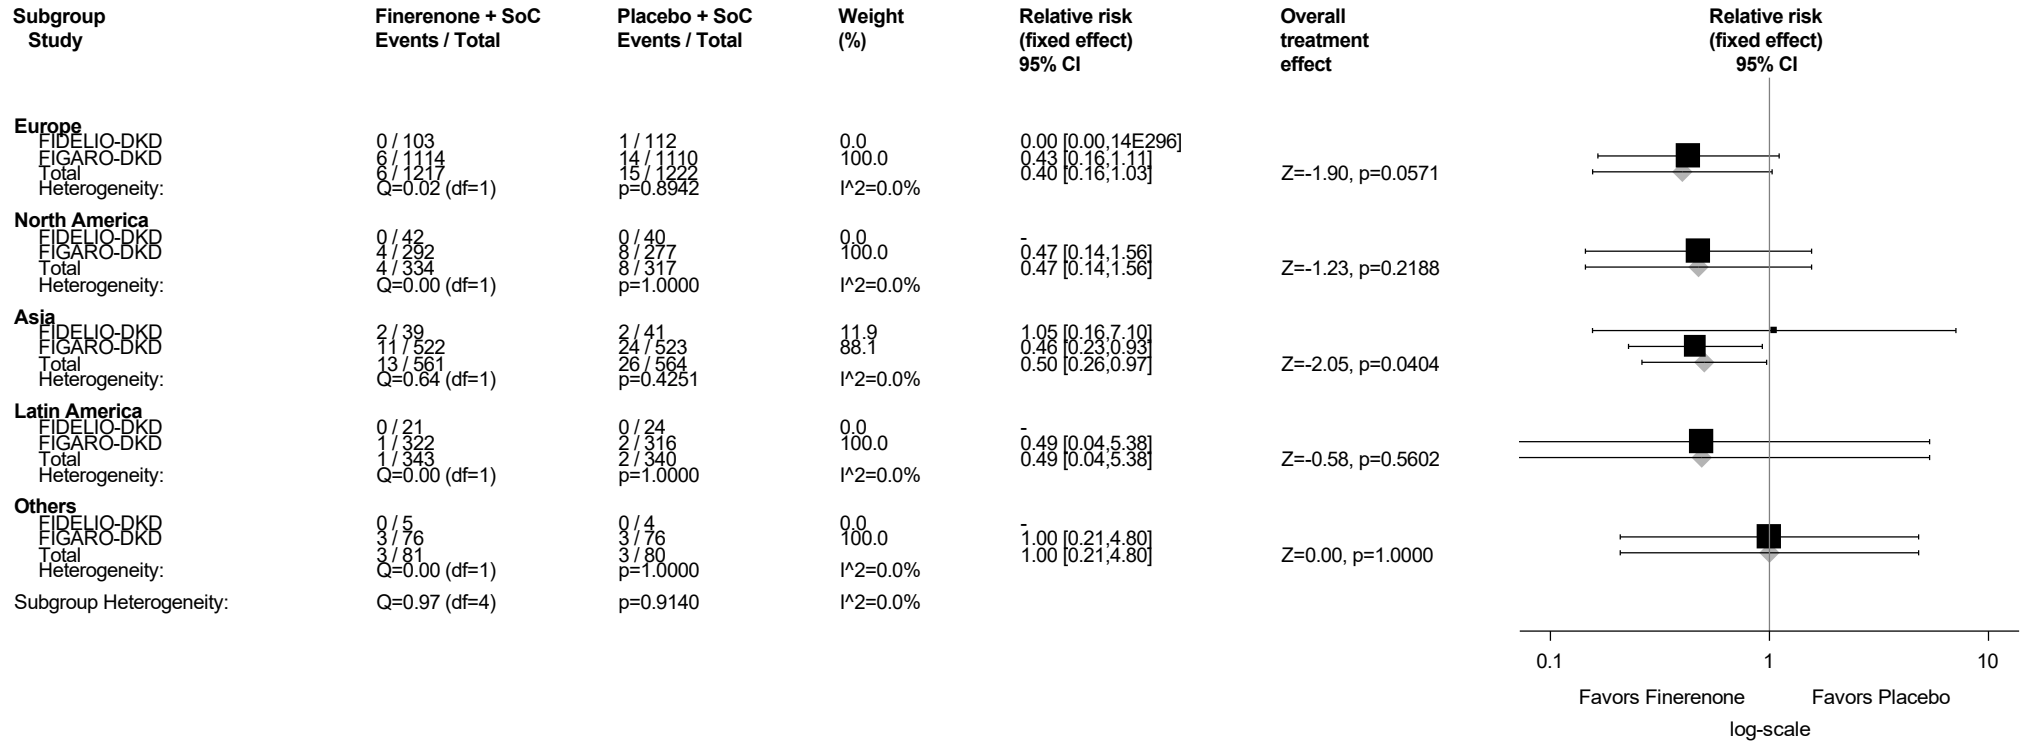 Subgroup Finerenone + SoC Placebo + SoC Weight Relative risk Overall Relative risk
Study Events / Total Events / Total (%) (fixed effect) treatment (fixed effect)
95% CI effect 95% CI
Europe
FIDELIO-DKD 0 / 103 1 / 112 0.0 0.00 [0.00,14E296]
FIGARO-DKD 6 / 1114 14 / 1110 100.0 0.43 [0.16,1.11]
Total 6 / 1217 15 / 1222 0.40 [0.16,1.03] Z=-1.90, p=0.0571
Heterogeneity: Q=0.02 (df=1) p=0.8942 I^2=0.0%
North America
FIDELIO-DKD 0 / 42 0 / 40 0.0 -
FIGARO-DKD 4 / 292 8 / 277 100.0 0.47 [0.14,1.56]
Total 4 / 334 8 / 317 0.47 [0.14,1.56] Z=-1.23, p=0.2188
Heterogeneity: Q=0.00 (df=1) p=1.0000 I^2=0.0%
Asia
FIDELIO-DKD 2 / 39 2 / 41 11.9 1.05 [0.16,7.10]
FIGARO-DKD 11 / 522 24 / 523 88.1 0.46 [0.23,0.93]
Total 13 / 561 26 / 564 0.50 [0.26,0.97] Z=-2.05, p=0.0404
Heterogeneity: Q=0.64 (df=1) p=0.4251 I^2=0.0%
Latin America
FIDELIO-DKD 0 / 21 0 / 24 0.0 -
FIGARO-DKD 1 / 322 2 / 316 100.0 0.49 [0.04,5.38]
Total 1 / 343 2 / 340 0.49 [0.04,5.38] Z=-0.58, p=0.5602
Heterogeneity: Q=0.00 (df=1) p=1.0000 I^2=0.0%
Others
FIDELIO-DKD 0 / 5 0 / 4 0.0 -
FIGARO-DKD 3 / 76 3 / 76 100.0 1.00 [0.21,4.80]
Total 3 / 81 3 / 80 1.00 [0.21,4.80] Z=0.00, p=1.0000
Heterogeneity: Q=0.00 (df=1) p=1.0000 I^2=0.0%
Subgroup Heterogeneity: Q=0.97 (df=4) p=0.9140 I^2=0.0%
0.1 1 10
Favors Finerenone Favors Placebo
log-scale